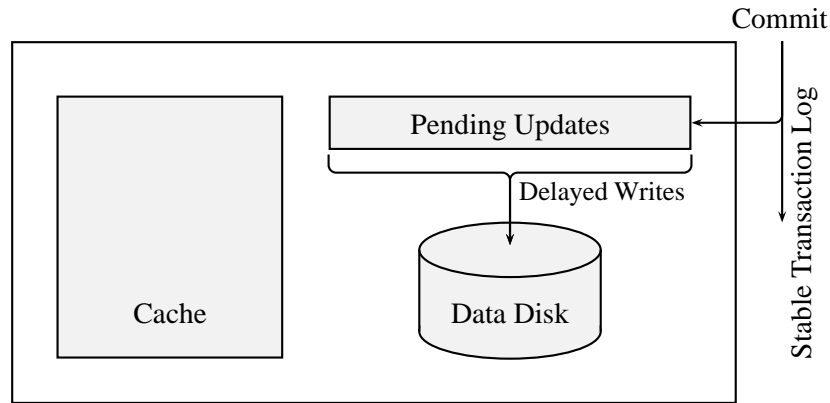 Commit
Pending Updates
Delayed Writes
Cache
Data Disk
Stable Transaction Log